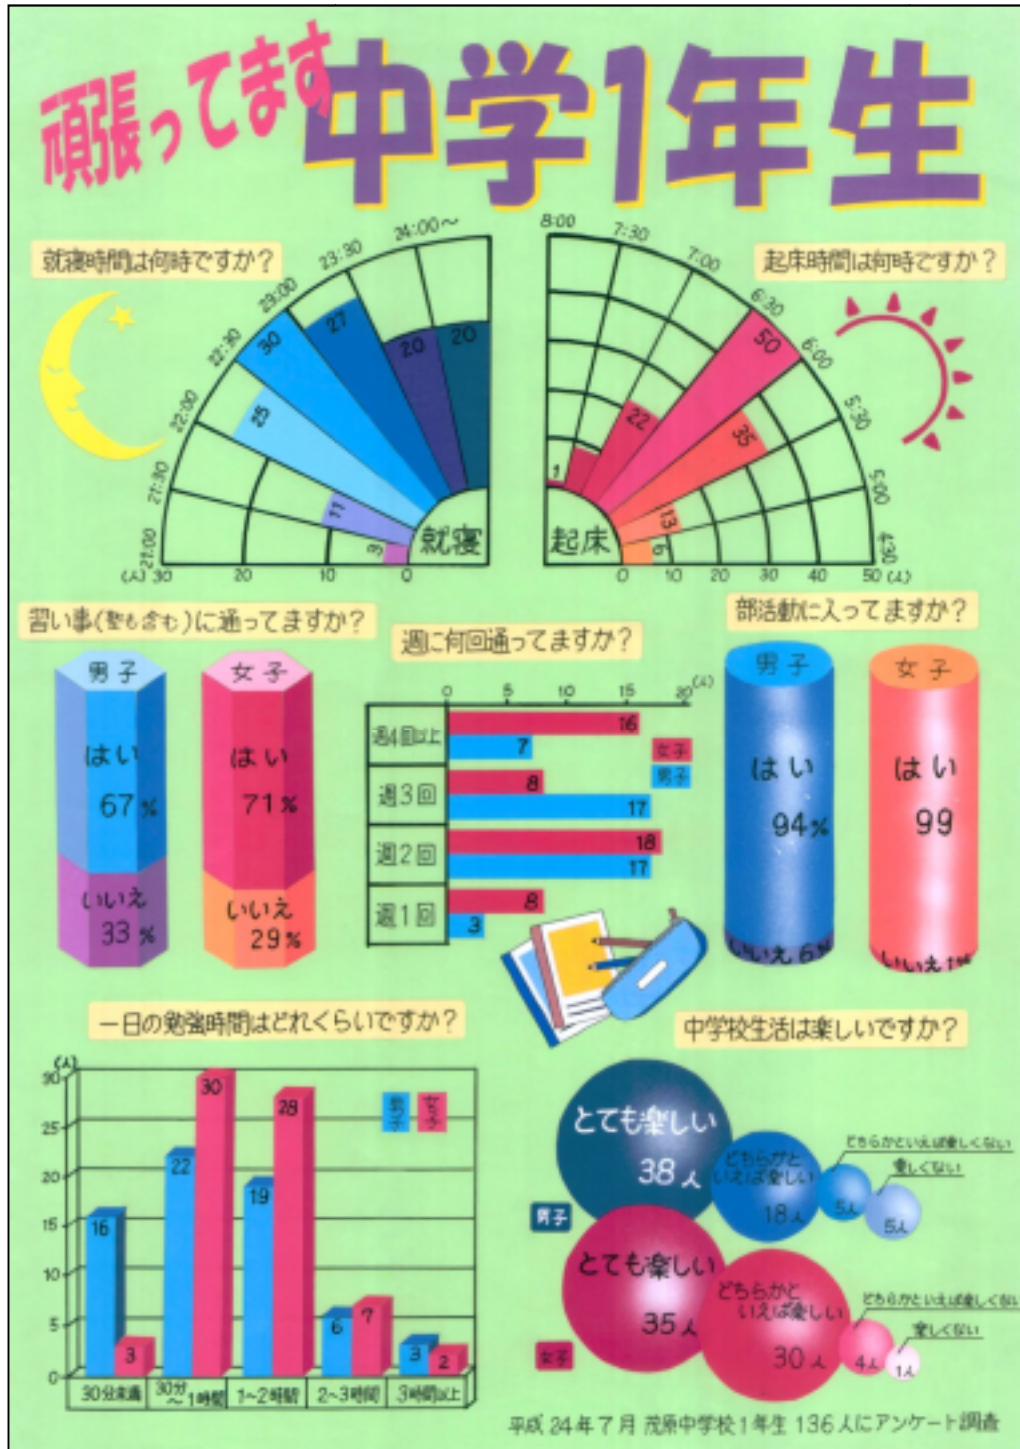 頑張ってます
中学1年生
就寝時間は何時ですか？
24:00～
23:30
23:00
22:30
22:00
21:30
21:00
20
20
27
30
25
11
3
就寝
(人) 30 20 10 0
起床時間は何時ですか？
8:00
7:30
7:00
6:30
6:00
5:30
5:00
4:30
1
22
50
35
13
6
起床
0 10 20 30 40 50 (人)
習い事(塾も含む)に通ってますか？
男子
はい
67%
いいえ
33%
女子
はい
71%
いいえ
29%
週に何回通ってますか？
0 5 10 15 20 (人)
週4回以上
16
7
週3回
8
17
週2回
18
17
週1回
8
3
女子
男子
部活動に入ってますか？
男子
はい
94%
いいえ 6%
女子
はい
99
いいえ 1%
一日の勉強時間はどれくらいですか？
(人)
30
25
20
15
10
5
0
男子
女子
16
3
22
30
19
28
6
7
3
2
30分未満
30分～1時間
1～2時間
2～3時間
3時間以上
中学校生活は楽しいですか？
男子
とても楽しい
38人
どちらかと
いえば楽しい
18人
どちらかといえば楽しくない
5人
楽しくない
5人
女子
とても楽しい
35人
どちらかと
いえば楽しい
30人
どちらかといえば楽しくない
4人
楽しくない
1人
平成24年7月 茂原中学校1年生 136人にアンケート調査